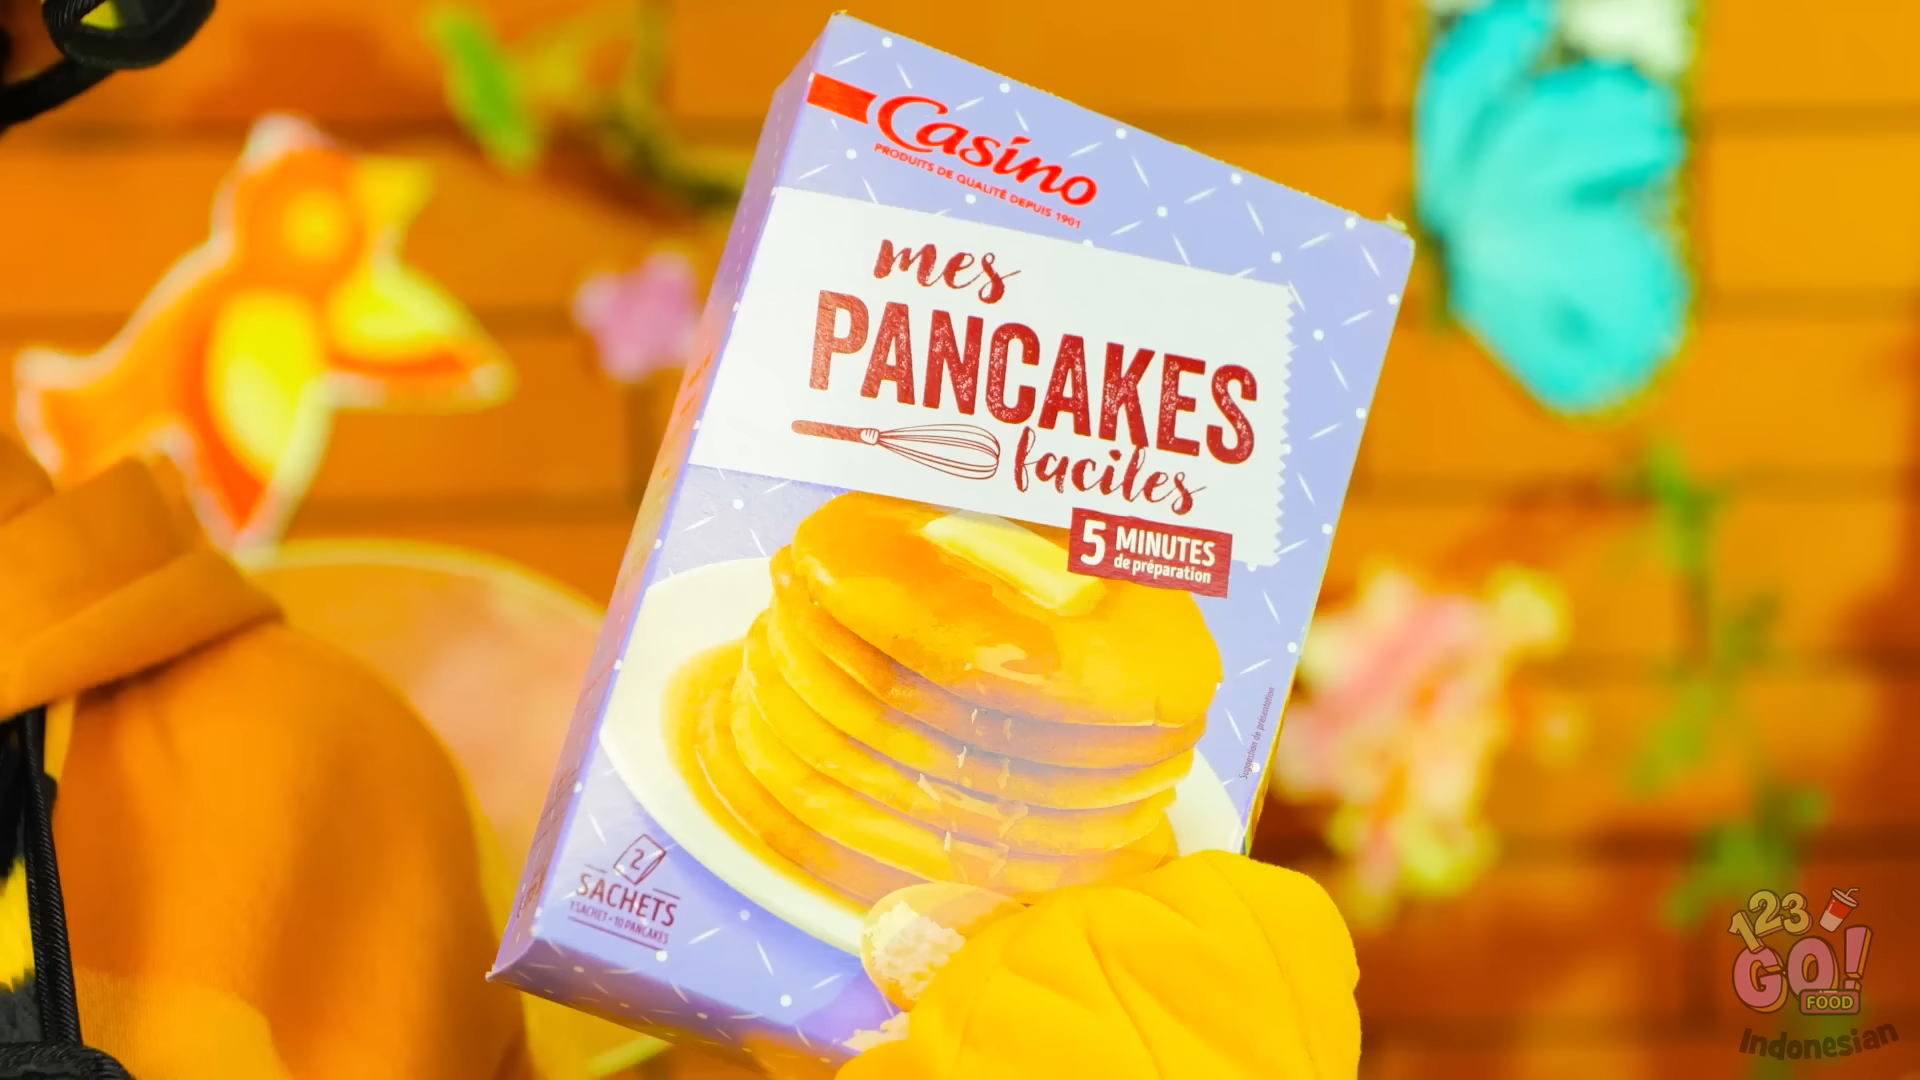 Casino
PRODUITS DE QUALITÉ DEPUIS 1901
mes
PANCAKES
faciles
5 MINUTES
de préparation
Suggestion de présentation
2
SACHETS
1 SACHET = 10 PANCAKES
123
GO!
FOOD
Indonesian